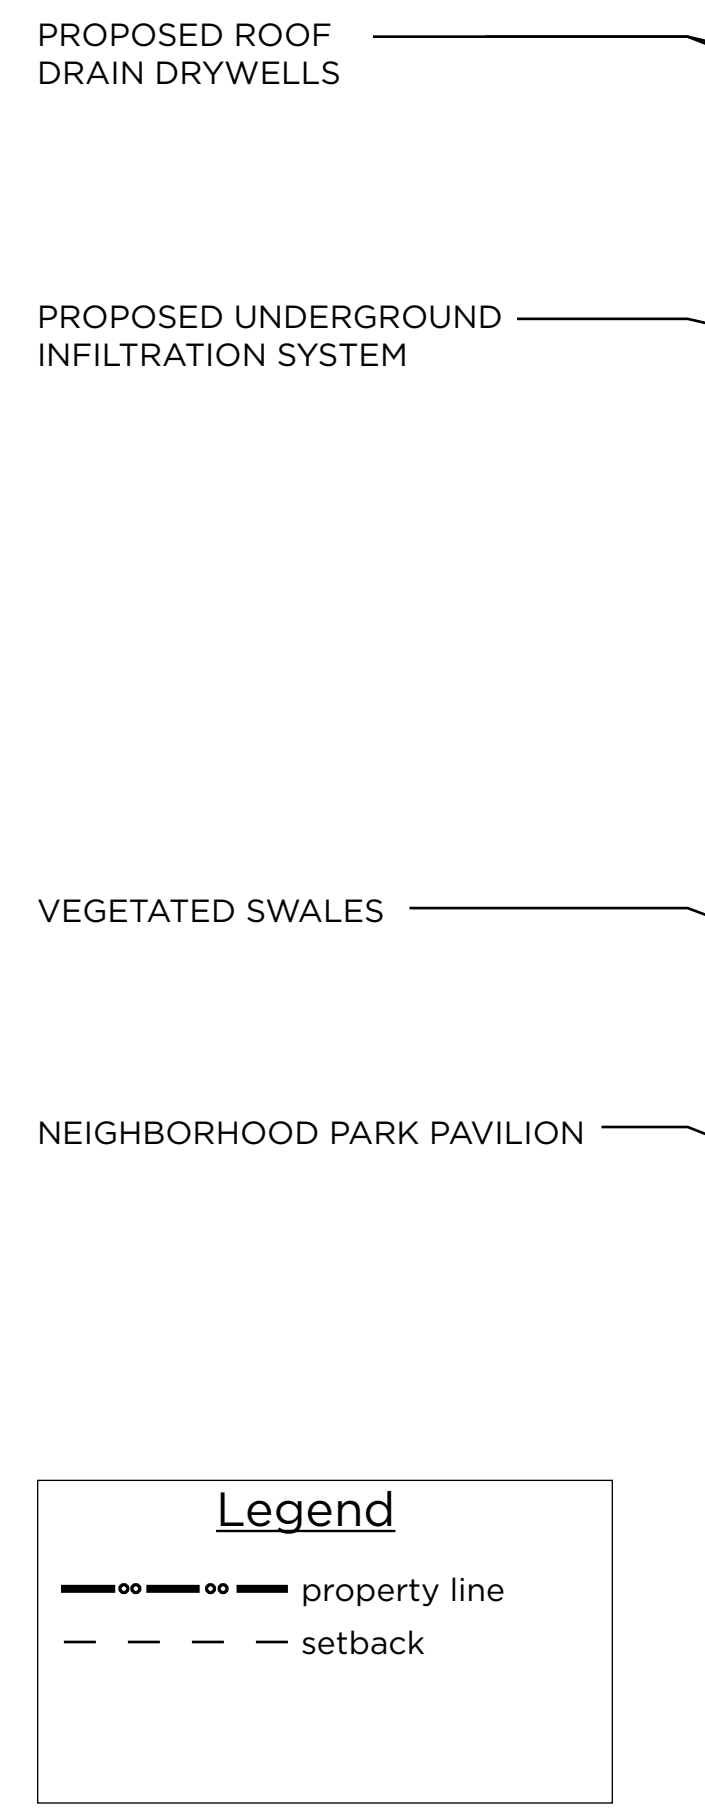 PROPOSED ROOF
DRAIN DRYWELLS
PROPOSED UNDERGROUND
INFILTRATION SYSTEM
VEGETATED SWALES
NEIGHBORHOOD PARK PAVILION
Legend
property line
setback